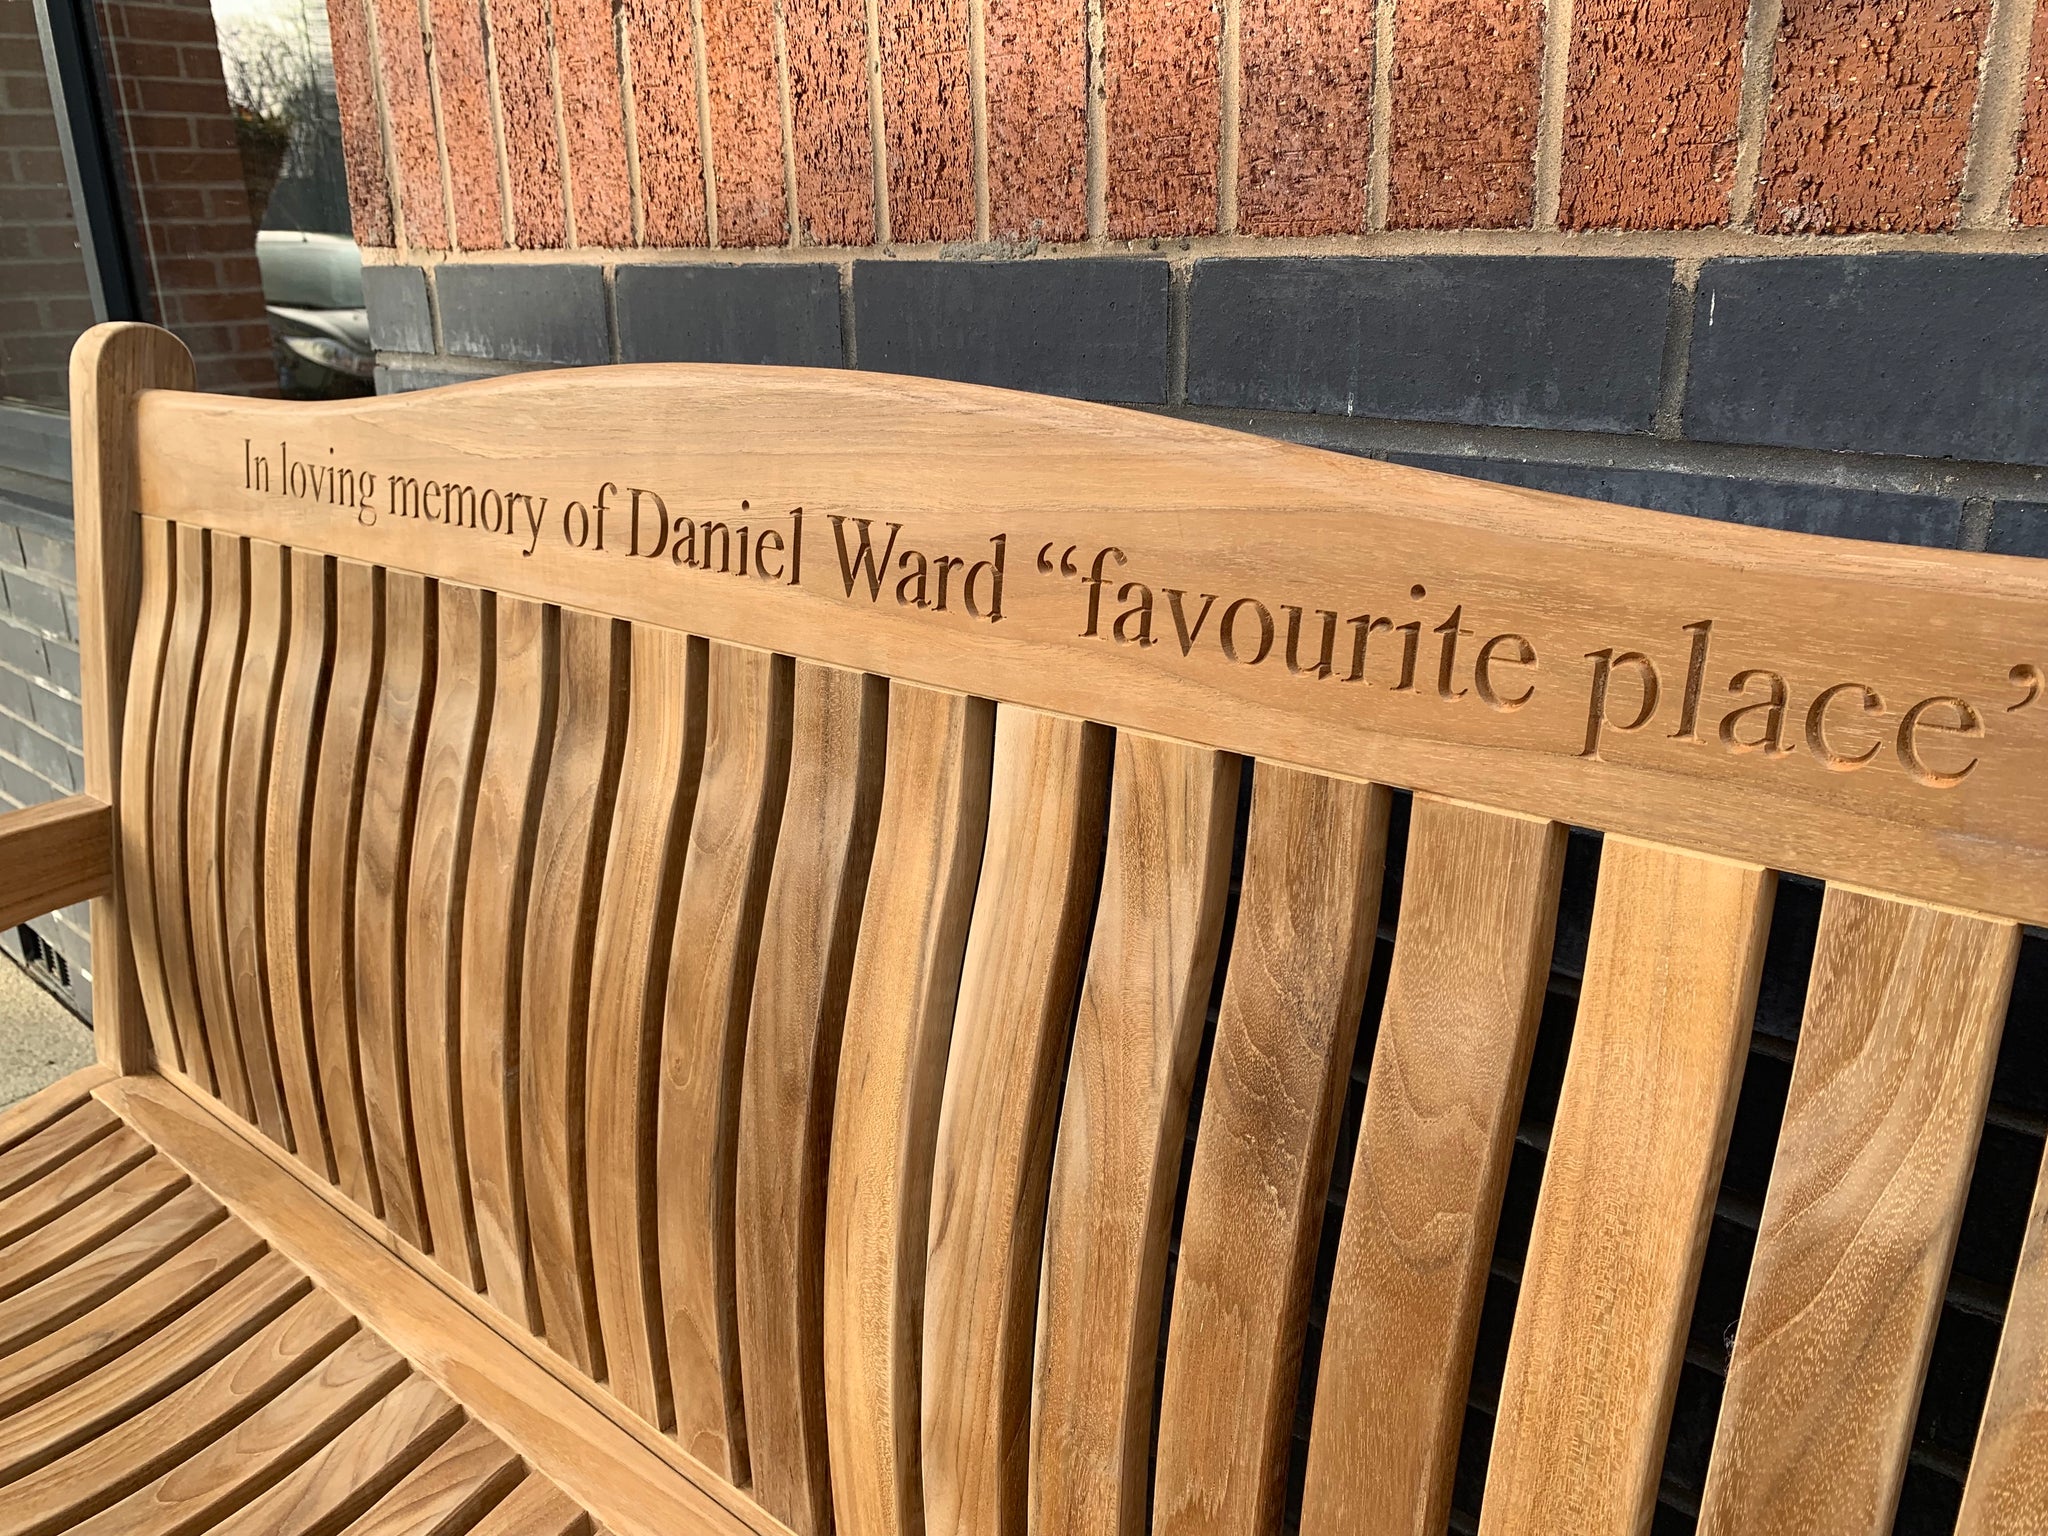 In loving memory of Daniel Ward “favourite place’